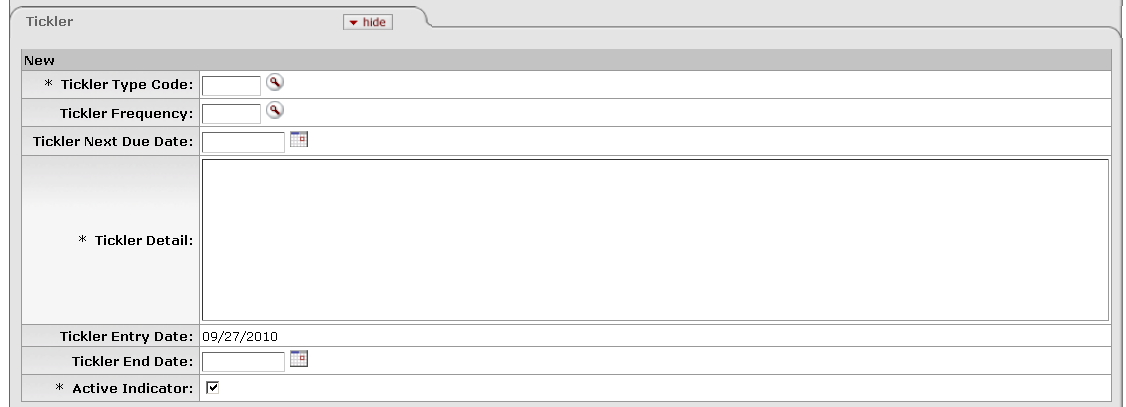 Tickler
hide
New
* Tickler Type Code:
Tickler Frequency:
Tickler Next Due Date:
* Tickler Detail:
Tickler Entry Date: 09/27/2010
Tickler End Date:
* Active Indicator: